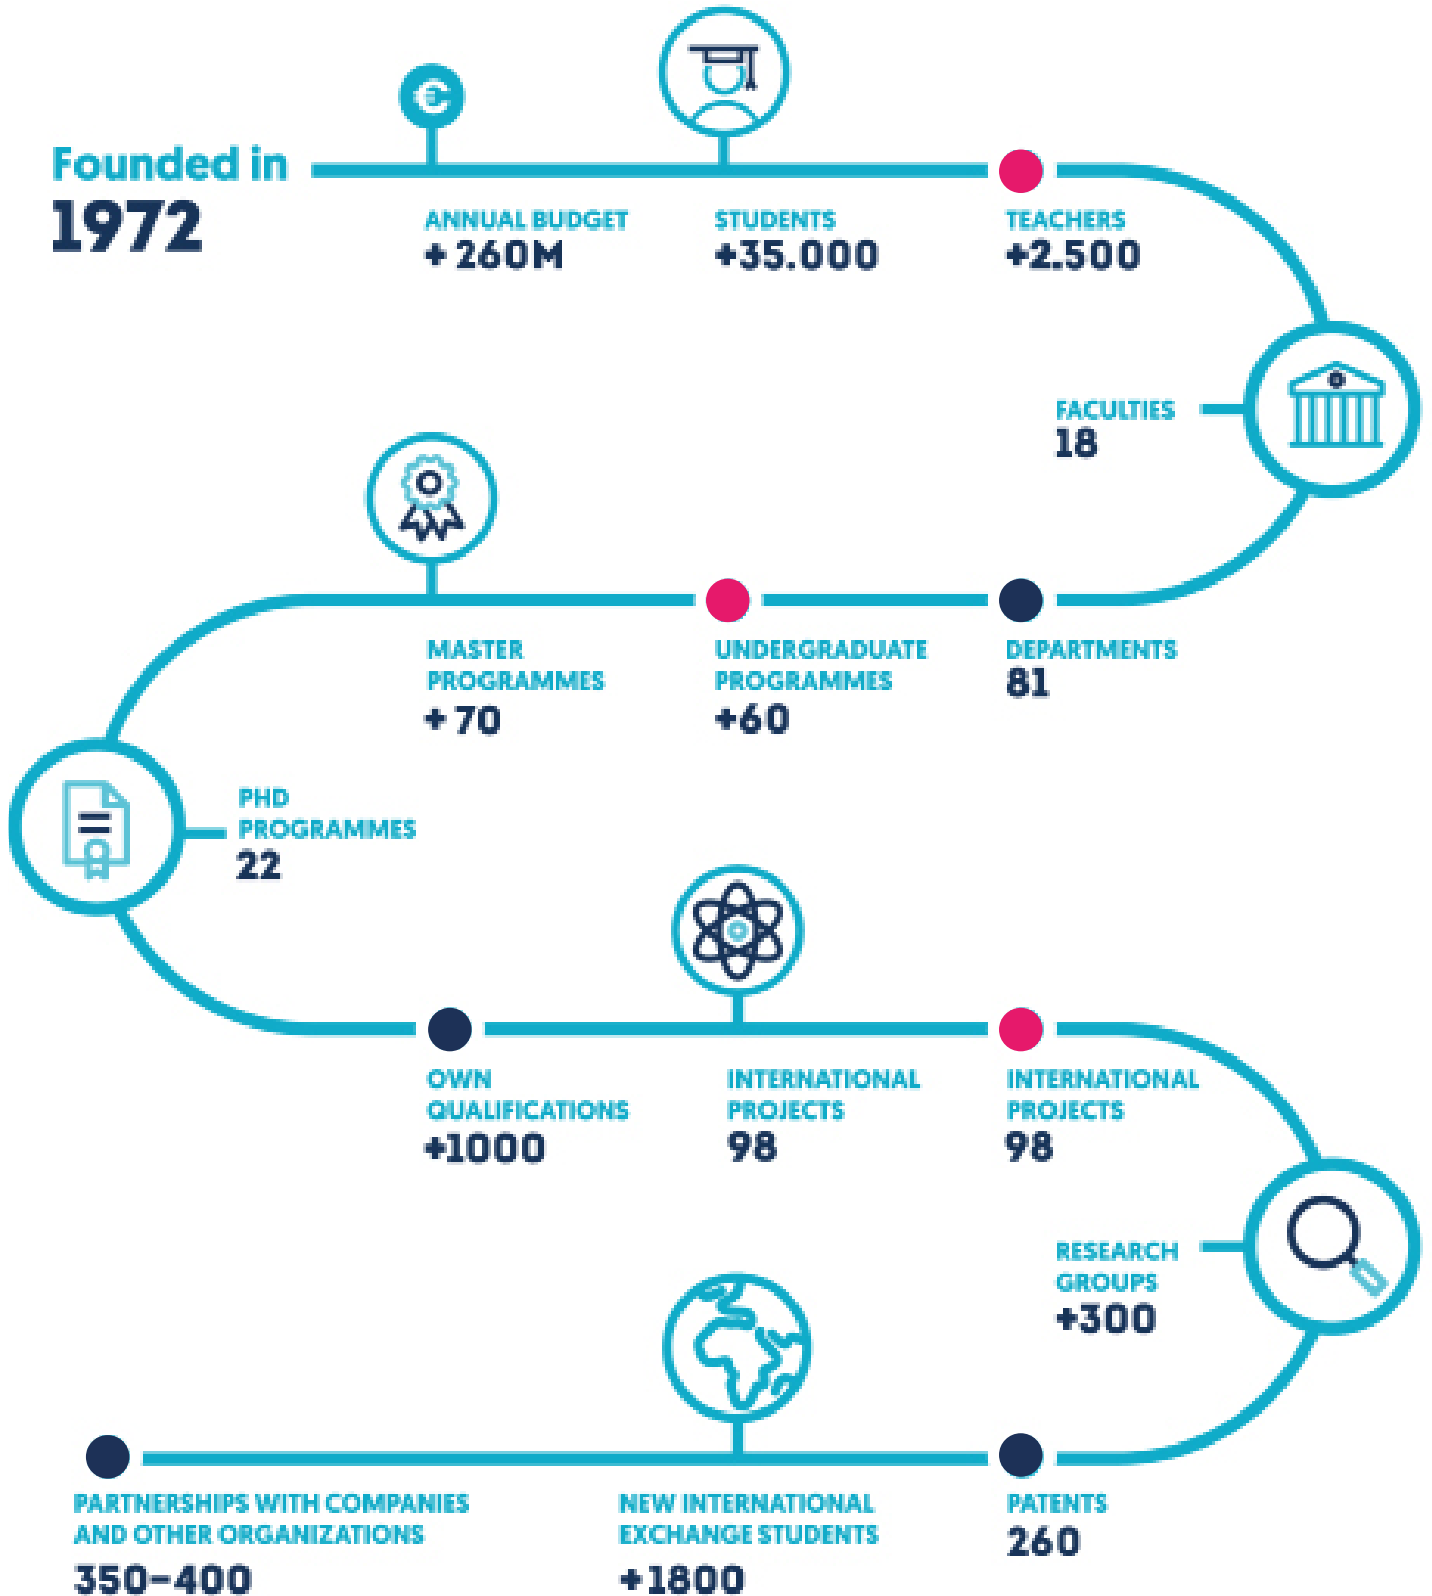 Founded in
1972
ANNUAL BUDGET
+ 260M
STUDENTS
+35.000
TEACHERS
+2.500
FACULTIES
18
DEPARTMENTS
81
UNDERGRADUATE
PROGRAMMES
+60
MASTER
PROGRAMMES
+ 70
PHD
PROGRAMMES
22
OWN
QUALIFICATIONS
+1000
INTERNATIONAL
PROJECTS
98
INTERNATIONAL
PROJECTS
98
RESEARCH
GROUPS
+300
PATENTS
260
NEW INTERNATIONAL
EXCHANGE STUDENTS
+1800
PARTNERSHIPS WITH COMPANIES
AND OTHER ORGANIZATIONS
350-400